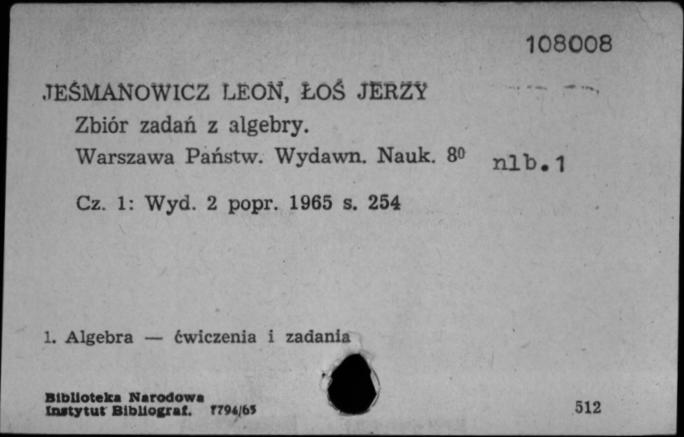 108008
JEŚMANOWICZ LEON, ŁOŚ JERZY
Zbiór zadań z algebry.
Warszawa Państw. Wydawn. Nauk. 8⁰ nlb.1
Cz. 1: Wyd. 2 popr. 1965 s. 254
1. Algebra — ćwiczenia i zadania
Biblioteka Narodowa
Instytut Bibliograf. T794/65
512